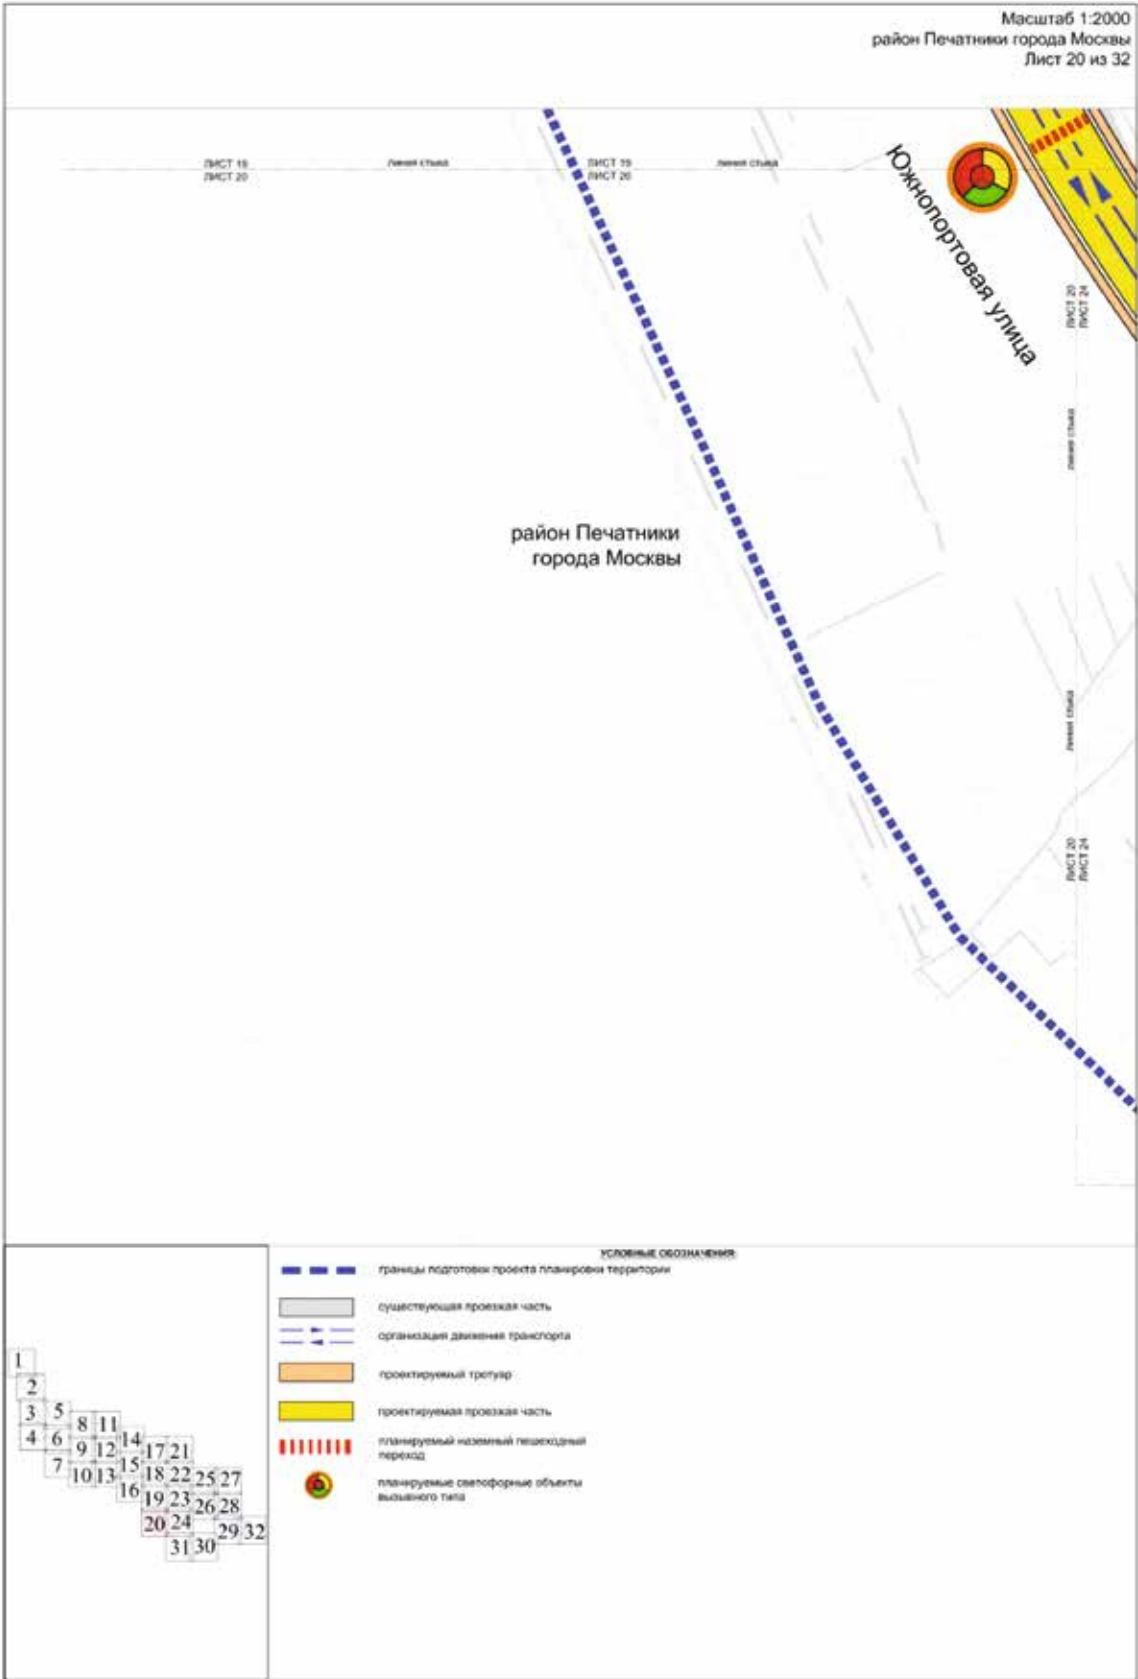 Масштаб 1:2000
район Печатники города Москвы
Лист 20 из 32
ЛИСТ 19
ЛИСТ 20
линия стыка
ЛИСТ 19
ЛИСТ 20
линия стыка
Южнопортовая улица
ЛИСТ 20
ЛИСТ 24
линия стыка
район Печатники
города Москвы
линия стыка
ЛИСТ 20
ЛИСТ 24
УСЛОВНЫЕ ОБОЗНАЧЕНИЯ:
границы подготовки проекта планировки территории
существующая проезжая часть
организация движения транспорта
проектируемый тротуар
проектируемая проезжая часть
планируемый наземный пешеходный
переход
планируемые светофорные объекты
вызывного типа
1
2
3 5
8 11
4 6
14
9 12
17 21
7
15
10 13
18 22 25 27
16
19 23
26 28
20 24
29 32
31 30